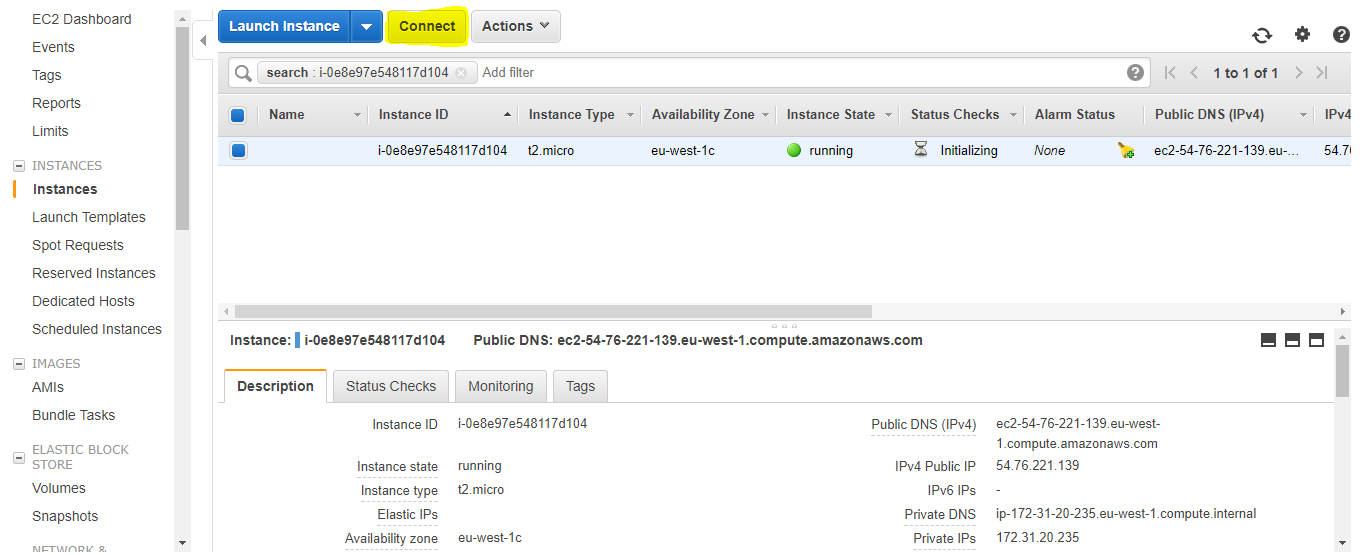 EC2 Dashboard
Events
Tags
Reports
Limits
INSTANCES
Instances
Launch Templates
Spot Requests
Reserved Instances
Dedicated Hosts
Scheduled Instances
IMAGES
AMIs
Bundle Tasks
ELASTIC BLOCK
STORE
Volumes
Snapshots
NETWORK &
Launch Instance Connect Actions
search : i-0e8e97e548117d104 Add filter 1 to 1 of 1
Name Instance ID Instance Type Availability Zone Instance State Status Checks Alarm Status Public DNS (IPv4) IPv4
i-0e8e97e548117d104 t2.micro eu-west-1c running Initializing None ec2-54-76-221-139.eu-... 54.7
Instance: i-0e8e97e548117d104 Public DNS: ec2-54-76-221-139.eu-west-1.compute.amazonaws.com
Description Status Checks Monitoring Tags
Instance ID i-0e8e97e548117d104 Public DNS (IPv4) ec2-54-76-221-139.eu-west-
1.compute.amazonaws.com
Instance state running IPv4 Public IP 54.76.221.139
Instance type t2.micro IPv6 IPs -
Elastic IPs Private DNS ip-172-31-20-235.eu-west-1.compute.internal
Availability zone eu-west-1c Private IPs 172.31.20.235